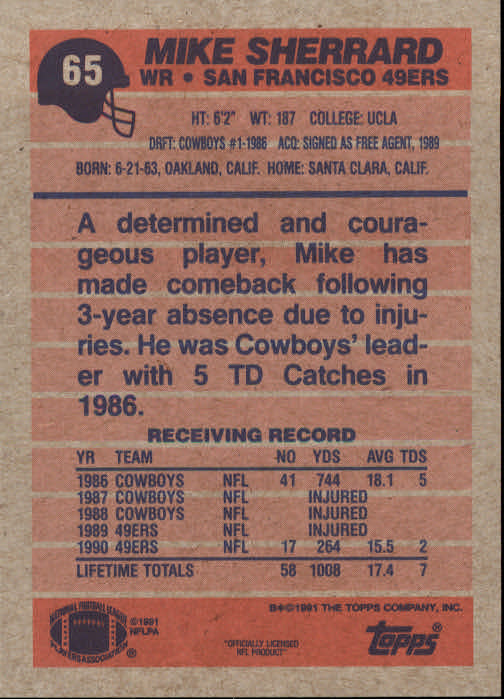 65
MIKE SHERRARD
WR • SAN FRANCISCO 49ERS
HT: 6'2" WT: 187 COLLEGE: UCLA
DRFT: COWBOYS #1-1986 ACQ: SIGNED AS FREE AGENT, 1989
BORN: 6-21-63, OAKLAND, CALIF. HOME: SANTA CLARA, CALIF.
A determined and coura-
geous player, Mike has
made comeback following
3-year absence due to inju-
ries. He was Cowboys' lead-
er with 5 TD Catches in
1986.
RECEIVING RECORD
YR TEAM NO YDS AVG TDS
1986 COWBOYS NFL 41 744 18.1 5
1987 COWBOYS NFL INJURED
1988 COWBOYS NFL INJURED
1989 49ERS NFL INJURED
1990 49ERS NFL 17 264 15.5 2
LIFETIME TOTALS 58 1008 17.4 7
B✽©1991 THE TOPPS COMPANY, INC.
NATIONAL FOOTBALL LEAGUE
PLAYERS ASSOCIATION ®
©1991
NFLPA
"OFFICIALLY LICENSED
NFL PRODUCT"
topps®